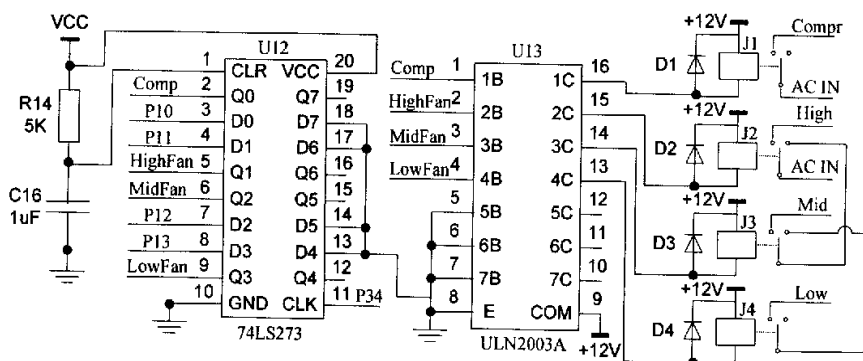 VCC
R14
5K
C16
1uF
U12
1 CLR VCC 20
Comp 2 Q0 Q7 19
P10 3 D0 D7 18
P11 4 D1 D6 17
HighFan 5 Q1 Q6 16
MidFan 6 Q2 Q5 15
P12 7 D2 D5 14
P13 8 D3 D4 13
LowFan 9 Q3 Q4 12
10 GND CLK 11 P34
74LS273
U13
Comp 1 1B 1C 16
HighFan 2 2B 2C 15
MidFan 3 3B 3C 14
LowFan 4 4B 4C 13
5 5B 5C 12
6 6B 6C 11
7 7B 7C 10
8 E COM 9
ULN2003A
+12V
+12V
D1
J1
Compr
AC IN
+12V
D2
J2
High
AC IN
+12V
D3
J3
Mid
+12V
D4
J4
Low